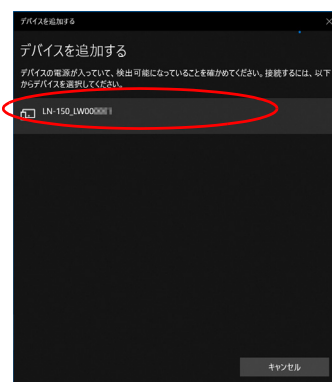 デバイスを追加する
デバイスを追加する
デバイスの電源が入っていて、検出可能になっていることを確かめてください。接続するには、以下
からデバイスを選択してください。
LN-150_LW00
キャンセル